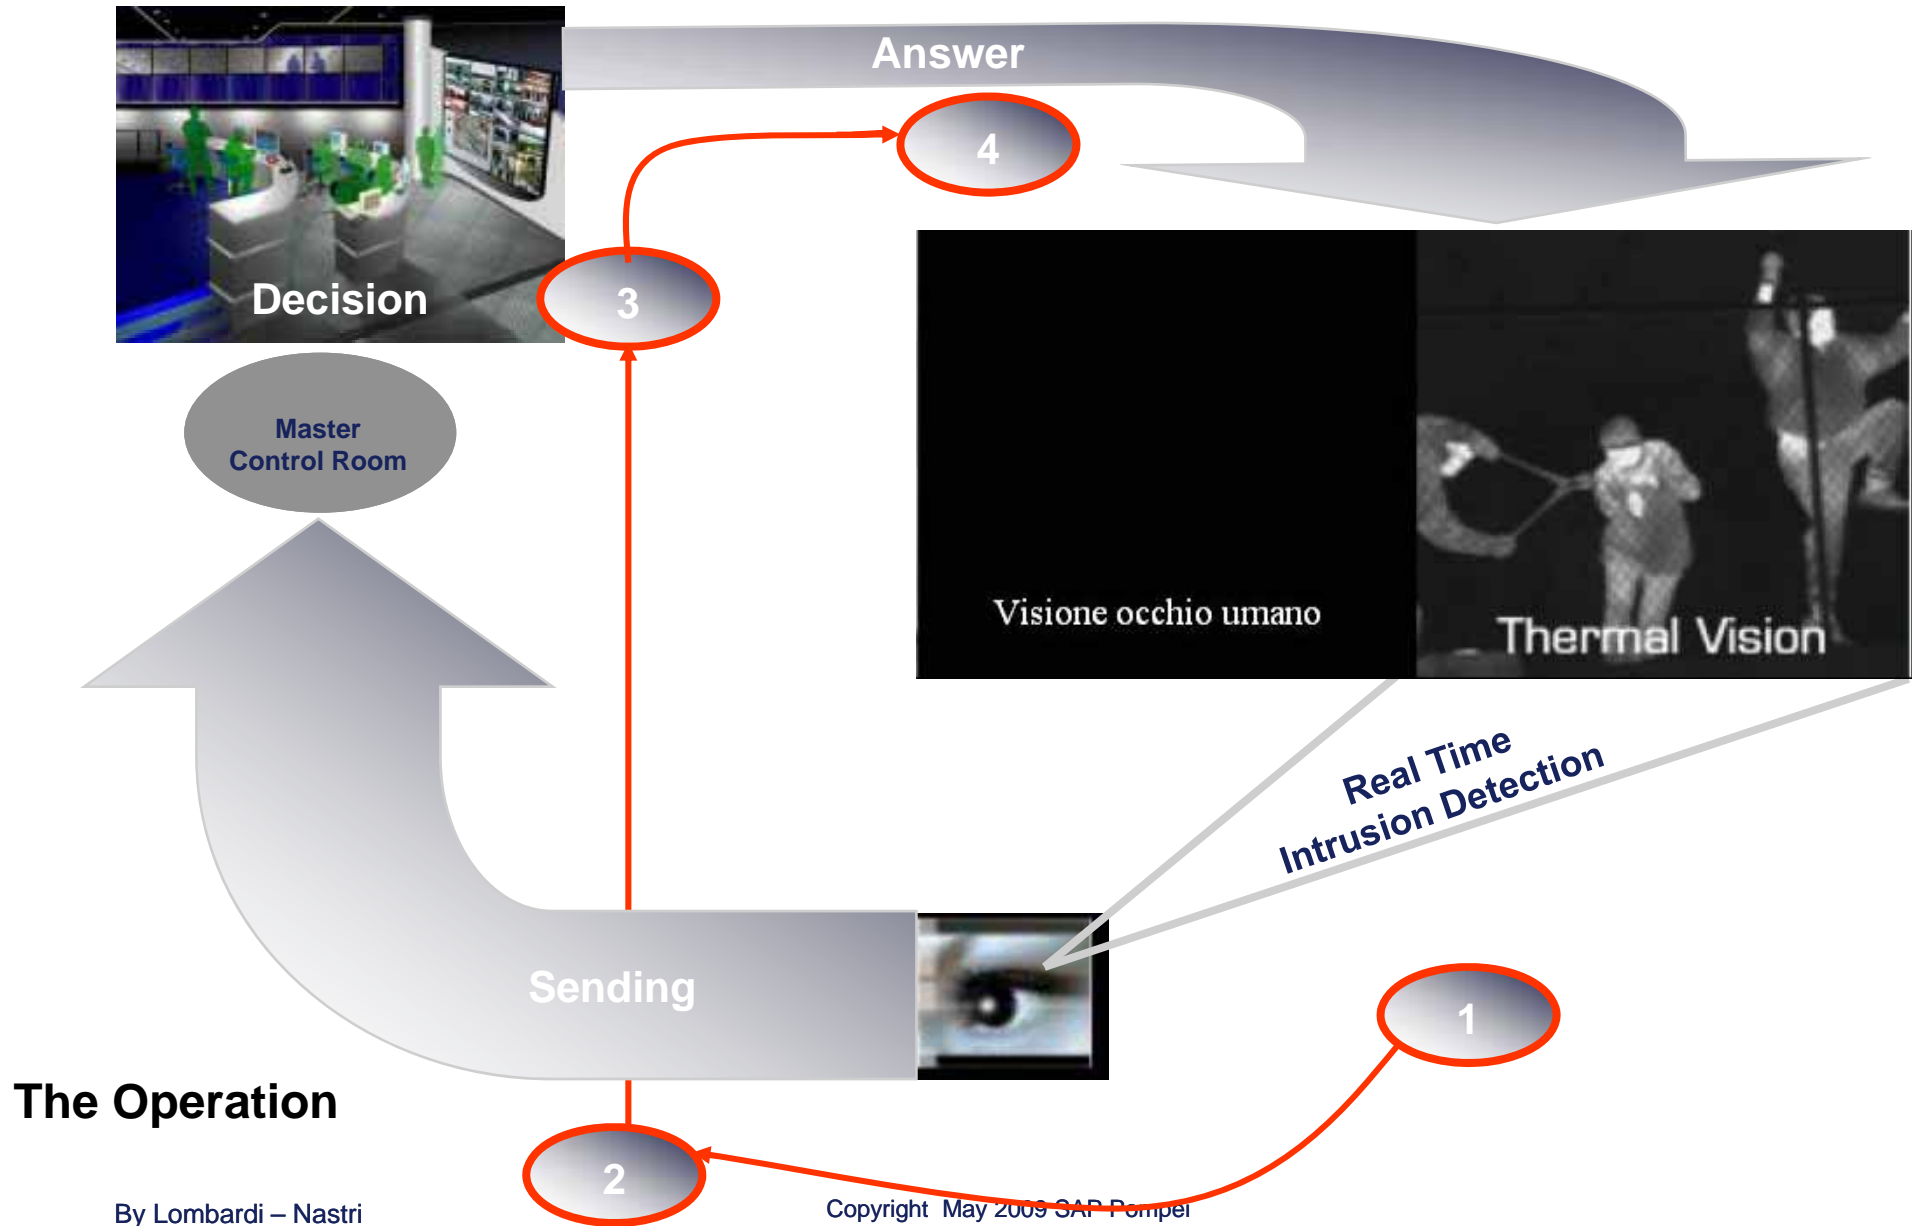 Answer
4
3
Decision
Master
Control Room
Visione occhio umano
Thermal Vision
Real Time
Intrusion Detection
Sending
1
The Operation
2
By Lombardi – Nastri
Copyright May 2009 SAP Pompei